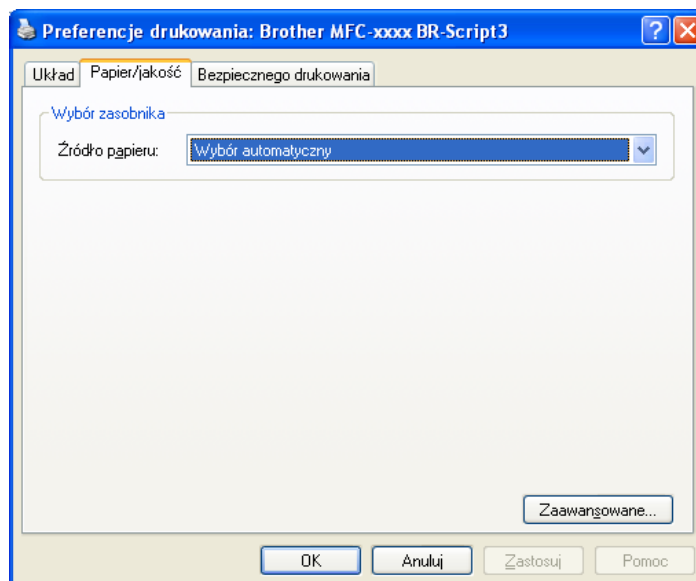 Preferencje drukowania: Brother MFC-xxxx BR-Script3
Układ Papier/jakość Bezpiecznego drukowania
Wybór zasobnika
Źródło papieru: Wybór automatyczny
Zaawansowane...
OK Anuluj Zastosuj Pomoc